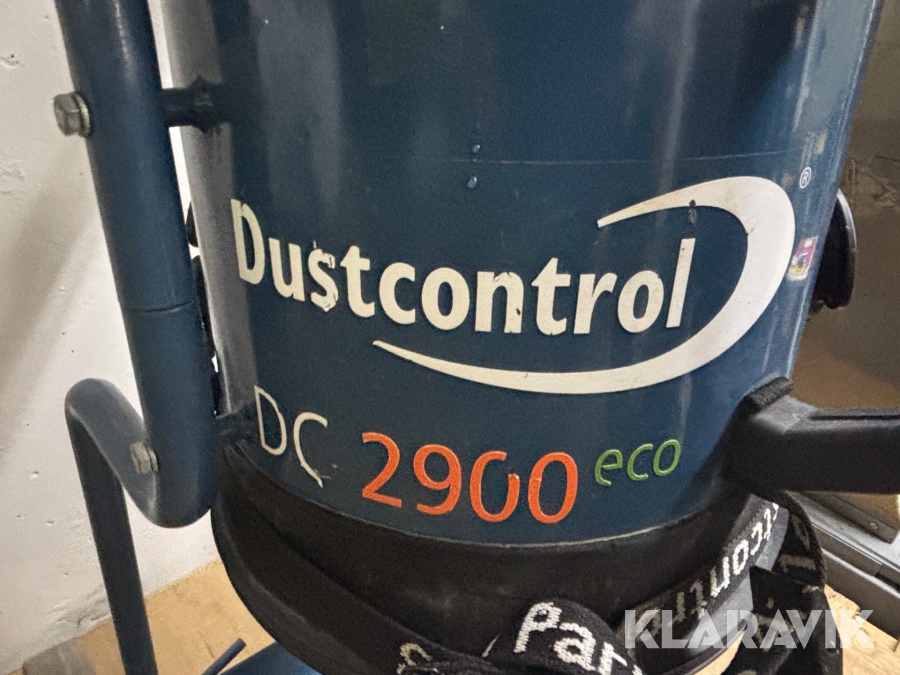 Dustcontrol®
DC 2900 eco
Par
KLARAVIK